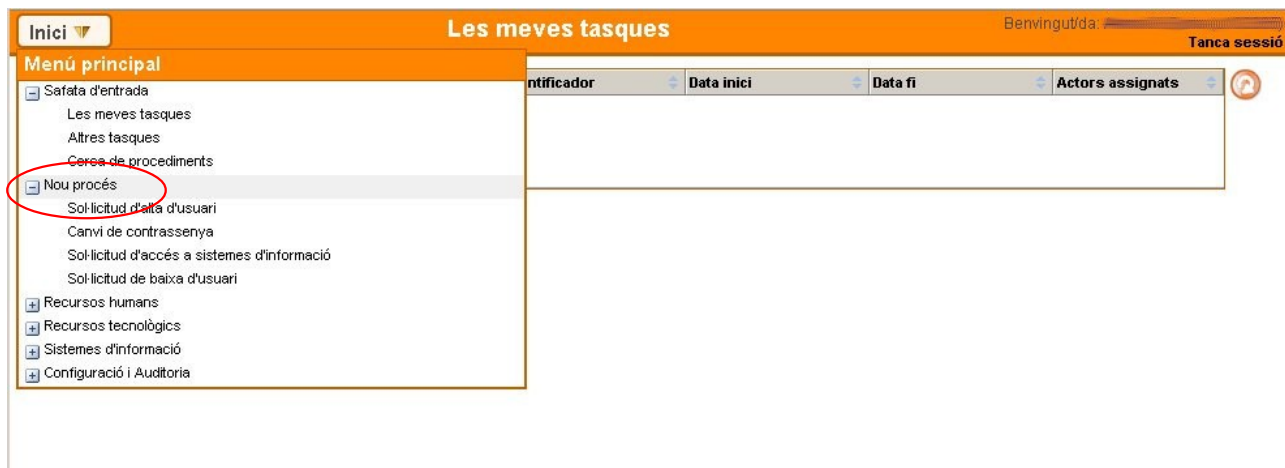 Inici
Les meves tasques
Benvingut/da:
Tanca sessió
Menú principal
Safata d'entrada
Les meves tasques
Altres tasques
Cerca de procediments
Nou procés
Sol·licitud d'alta d'usuari
Canvi de contrassenya
Sol·licitud d'accés a sistemes d'informació
Sol·licitud de baixa d'usuari
Recursos humans
Recursos tecnològics
Sistemes d'informació
Configuració i Auditoria
ntificador Data inici Data fi Actors assignats